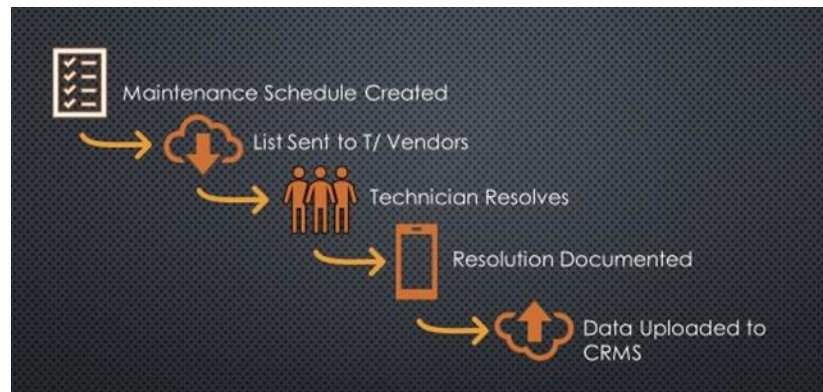 Maintenance Schedule Created
List Sent to T/ Vendors
Technician Resolves
Resolution Documented
Data Uploaded to
CRMS